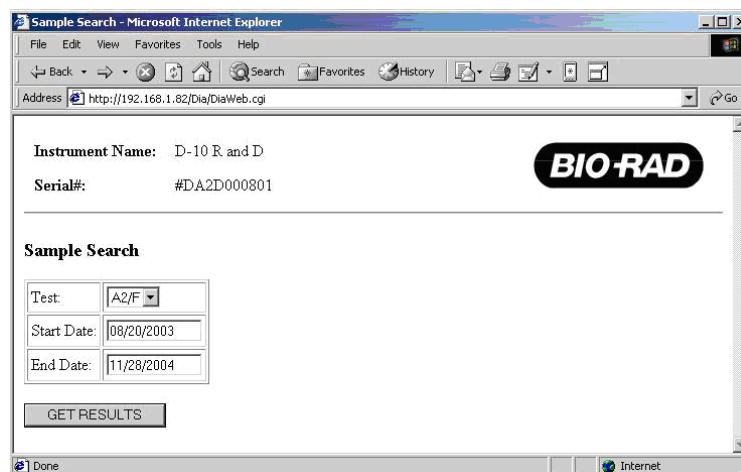 Sample Search - Microsoft Internet Explorer
File Edit View Favorites Tools Help
Back Search Favorites History
Address http://192.168.1.82/Dia/DiaWeb.cgi Go
Instrument Name: D-10 R and D
BIO-RAD
Serial#: #DA2D000801
Sample Search
Test: A2/F
Start Date: 08/20/2003
End Date: 11/28/2004
GET RESULTS
Done Internet